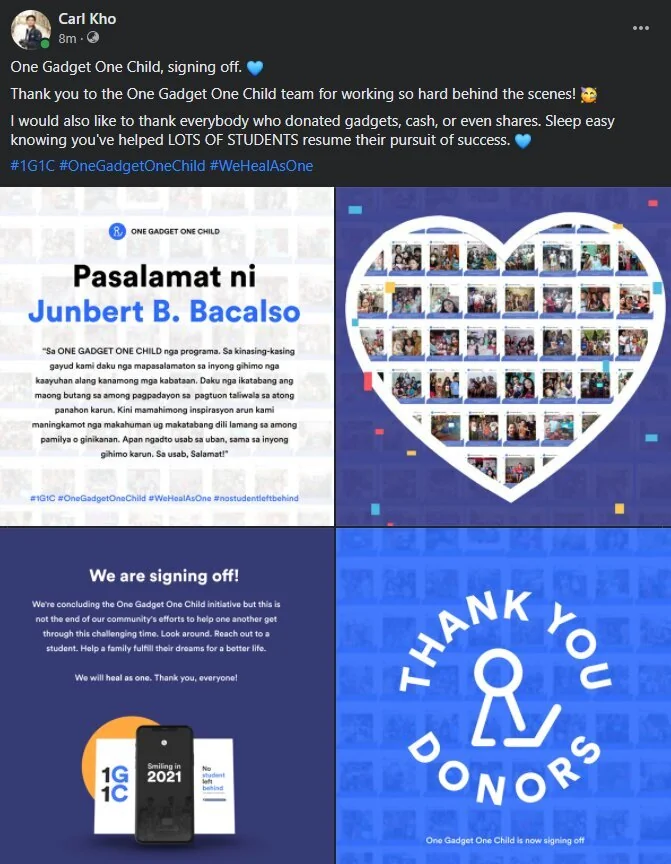 Carl Kho
8m ·
One Gadget One Child, signing off. 💙
Thank you to the One Gadget One Child team for working so hard behind the scenes! 🥳
I would also like to thank everybody who donated gadgets, cash, or even shares. Sleep easy
knowing you've helped LOTS OF STUDENTS resume their pursuit of success. 💙
#1G1C #OneGadgetOneChild #WeHealAsOne
ONE GADGET ONE CHILD
Pasalamat ni
Junbert B. Bacalso
"Sa ONE GADGET ONE CHILD nga programa. Sa kinasing-kasing
gayud kami daku nga mapasalamaton sa inyong gihimo nga
kaayuhan alang kanamong mga kabataan. Daku nga ikatabang ang
maong butang sa among pagpadayon sa pagtuon taliwala sa atong
panahon karun. Kini mamahimong inspirasyon arun kami
maningkamot nga makahuman ug makatabang dili lamang sa among
pamilya o ginikanan. Apan ngadto usab sa uban, sama sa inyong
gihimo karun. Sa usab, Salamat!"
#1G1C #OneGadgetOneChild #WeHealAsOne #nostudentleftbehind
We are signing off!
We're concluding the One Gadget One Child initiative but this is
not the end of our community's efforts to help one another get
through this challenging time. Look around. Reach out to a
student. Help a family fulfill their dreams for a better life.
We will heal as one. Thank you, everyone!
1G
1C
Smiling in
2021
No
student
left
behind
THANK YOU
DONORS
One Gadget One Child is now signing off